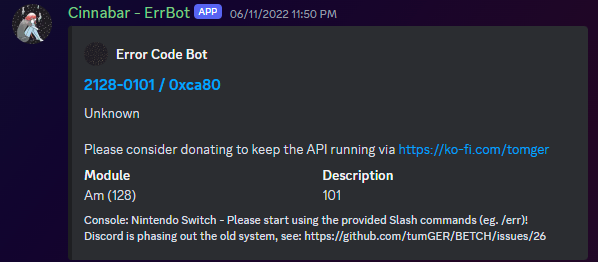 Cinnabar - ErrBot APP 06/11/2022 11:50 PM
Error Code Bot
2128-0101 / 0xca80
Unknown
Please consider donating to keep the API running via https://ko-fi.com/tomger
Module Description
Am (128) 101
Console: Nintendo Switch - Please start using the provided Slash commands (eg. /err)!
Discord is phasing out the old system, see: https://github.com/tumGER/BETCH/issues/26